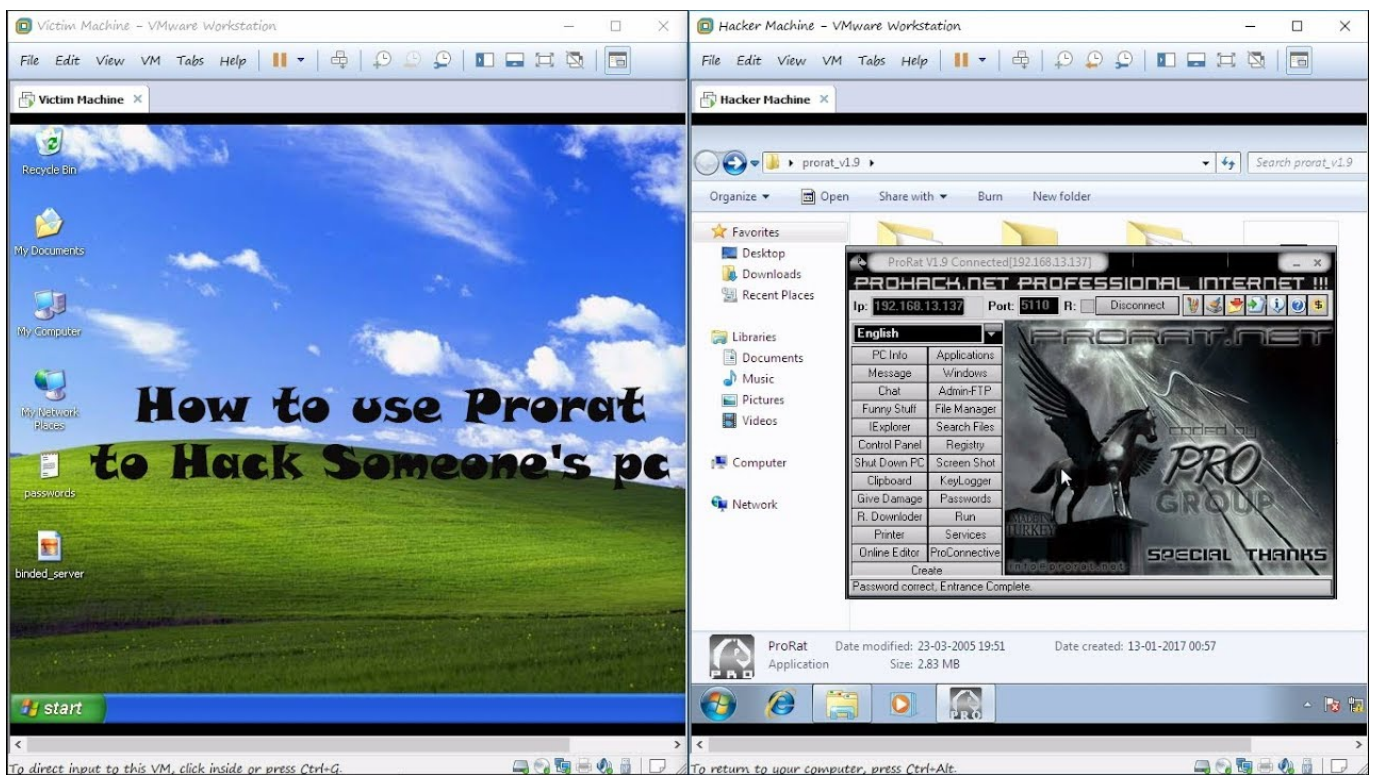 Victim Machine - VMware Workstation
File Edit View VM Tabs Help
Victim Machine
Recycle Bin
My Documents
My Computer
My Network Places
passwords
binded_server
How to use Prorat
to Hack Someone's pc
start
To direct input to this VM, click inside or press Ctrl+G.
Hacker Machine - VMware Workstation
File Edit View VM Tabs Help
Hacker Machine
prorat_v1.9
Search prorat_v1.9
Organize Open Share with Burn New folder
Favorites
Desktop
Downloads
Recent Places
Libraries
Documents
Music
Pictures
Videos
Computer
Network
ProRat V1.9 Connected[192.168.13.137]
PROHACK.NET PROFESSIONAL INTERNET !!!
Ip: 192.168.13.137 Port: 5110 R: Disconnect
English
PC Info Applications
Message Windows
Chat Admin-FTP
Funny Stuff File Manager
IExplorer Search Files
Control Panel Registry
Shut Down PC Screen Shot
Clipboard KeyLogger
Give Damage Passwords
R. Downloder Run
Printer Services
Online Editor ProConnective
Create
PRORAT.NET
coded by
PRO
GROUP
MADE IN
TURKEY
SPECIAL THANKS
info@prorat.net
Password correct, Entrance Complete.
ProRat Date modified: 23-03-2005 19:51 Date created: 13-01-2017 00:57
Application Size: 2.83 MB
PRO
To return to your computer, press Ctrl+Alt.